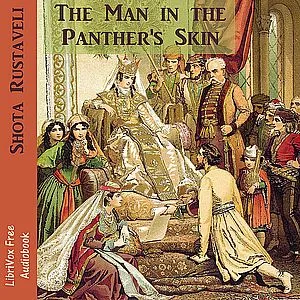 The Man in the
Panther's Skin
Shota Rustaveli
LibriVox Free
Audiobook